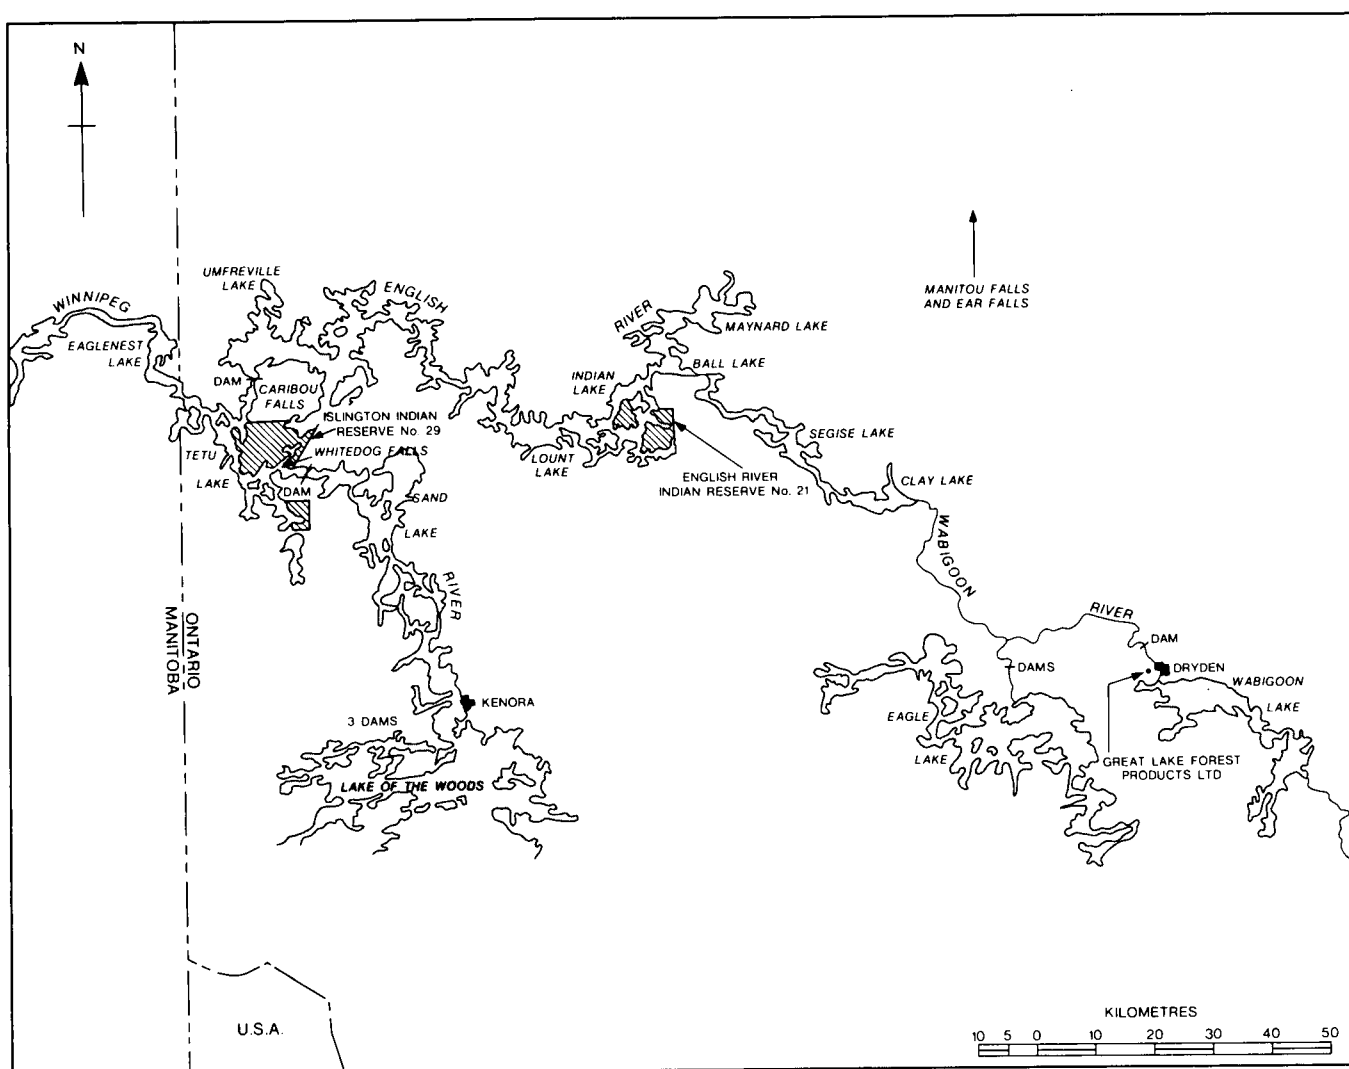 N
WINNIPEG
EAGLENEST
LAKE
UMFREVILLE
LAKE
ENGLISH
RIVER
MAYNARD LAKE
MANITOU FALLS
AND EAR FALLS
BALL LAKE
INDIAN
LAKE
DAM
CARIBOU
FALLS
ISLINGTON INDIAN
RESERVE No. 29
WHITEDOG FALLS
TETU
LAKE
DAM
SAND
LAKE
LOUNT
LAKE
SEGISE LAKE
ENGLISH RIVER
INDIAN RESERVE No. 21
CLAY LAKE
WABIGOON
RIVER
RIVER
ONTARIO
MANITOBA
DAM
DAMS
DRYDEN
WABIGOON
LAKE
KENORA
3 DAMS
EAGLE
LAKE
GREAT LAKE FOREST
PRODUCTS LTD
LAKE OF THE WOODS
U.S.A.
KILOMETRES
10 5 0 10 20 30 40 50